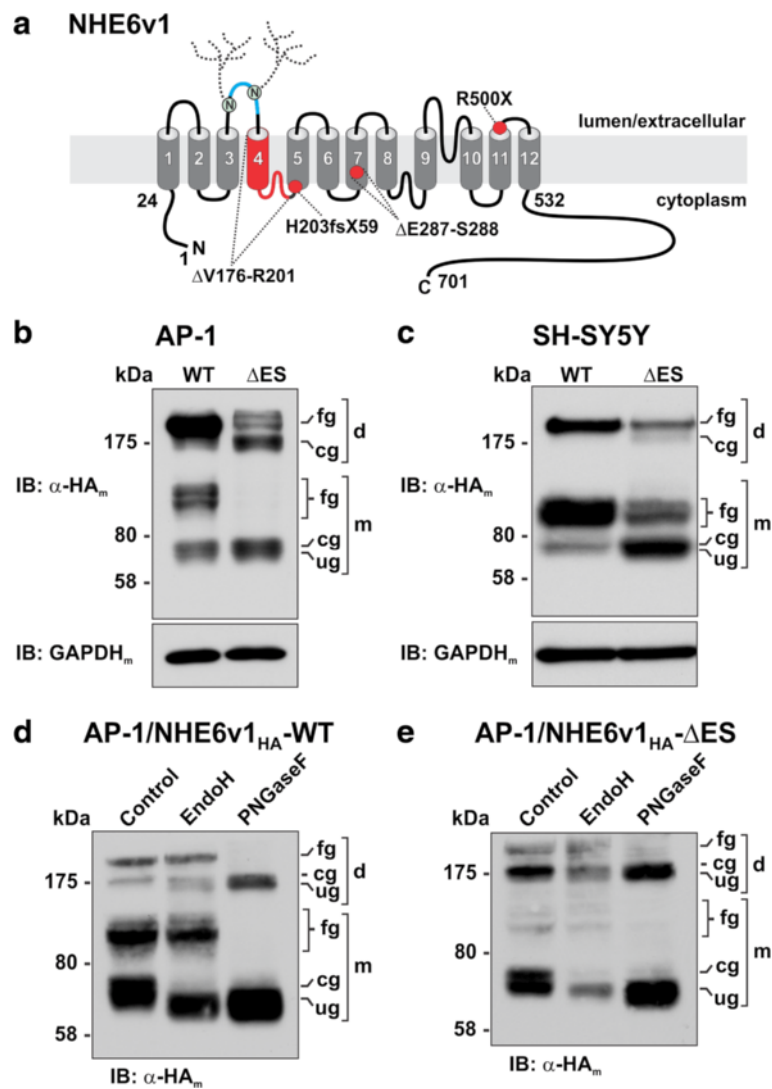 a NHE6v1
N N
R500X
lumen/extracellular
1 2 3 4 5 6 7 8 9 10 11 12
24
H203fsX59
532
cytoplasm
1 N
ΔE287-S288
ΔV176-R201
C 701
b AP-1
kDa WT ΔES
fg
d
175 -
cg
IB: α-HAm
fg
m
80 -
cg
ug
58 -
IB: GAPDHm
c SH-SY5Y
kDa WT ΔES
fg
d
175 -
cg
IB: α-HAm
fg
m
80 -
cg
ug
58 -
IB: GAPDHm
d AP-1/NHE6v1HA-WT
Control EndoH PNGaseF
kDa
fg
d
cg
175 -
ug
fg
m
80 -
cg
ug
58 -
IB: α-HAm
e AP-1/NHE6v1HA-ΔES
Control EndoH PNGaseF
kDa
fg
d
cg
175 -
ug
fg
m
80 -
cg
ug
58 -
IB: α-HAm